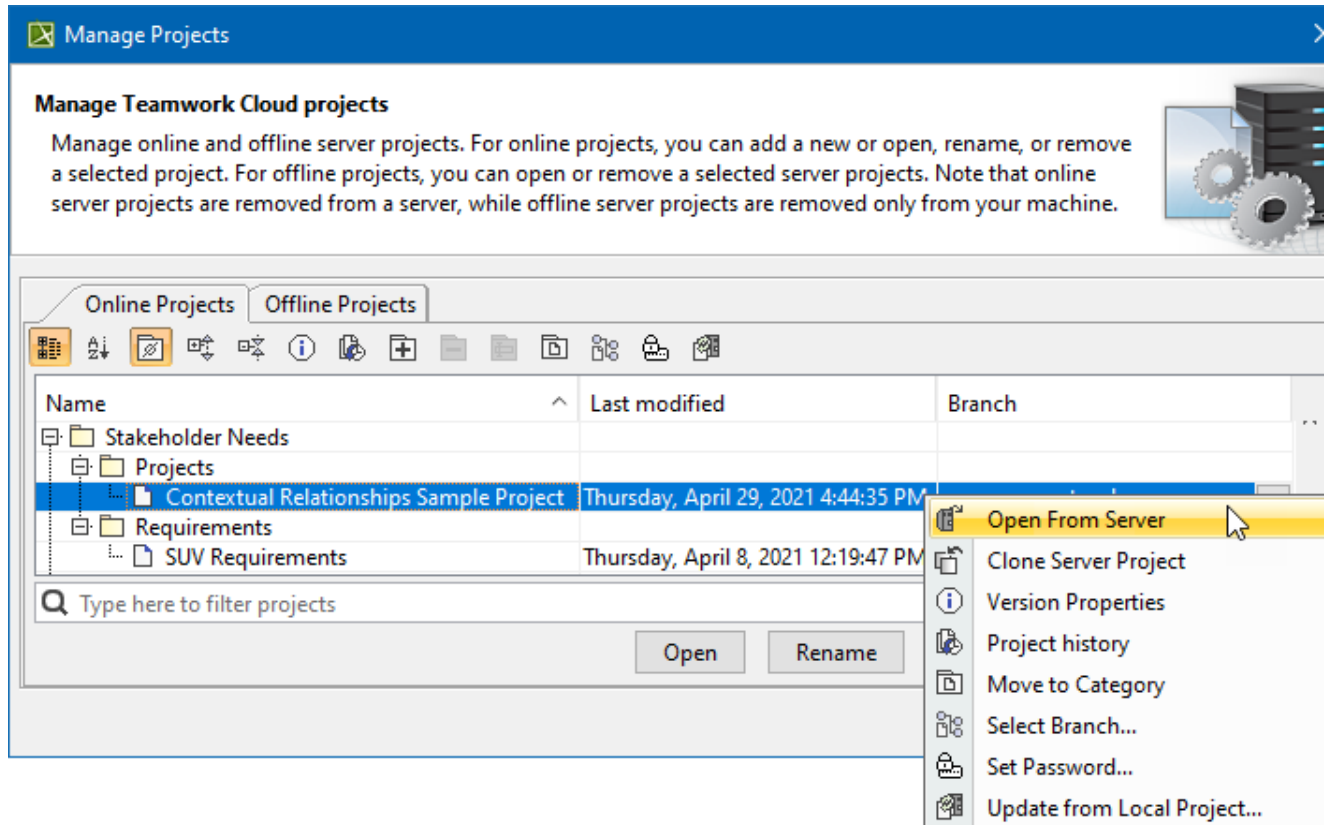 Manage Projects
Manage Teamwork Cloud projects
Manage online and offline server projects. For online projects, you can add a new or open, rename, or remove
a selected project. For offline projects, you can open or remove a selected server projects. Note that online
server projects are removed from a server, while offline server projects are removed only from your machine.
Online Projects Offline Projects
Name Last modified Branch
Stakeholder Needs
Projects
Contextual Relationships Sample Project Thursday, April 29, 2021 4:44:35 PM
Requirements
SUV Requirements Thursday, April 8, 2021 12:19:47 PM
Type here to filter projects
Open Rename
Open From Server
Clone Server Project
Version Properties
Project history
Move to Category
Select Branch...
Set Password...
Update from Local Project...